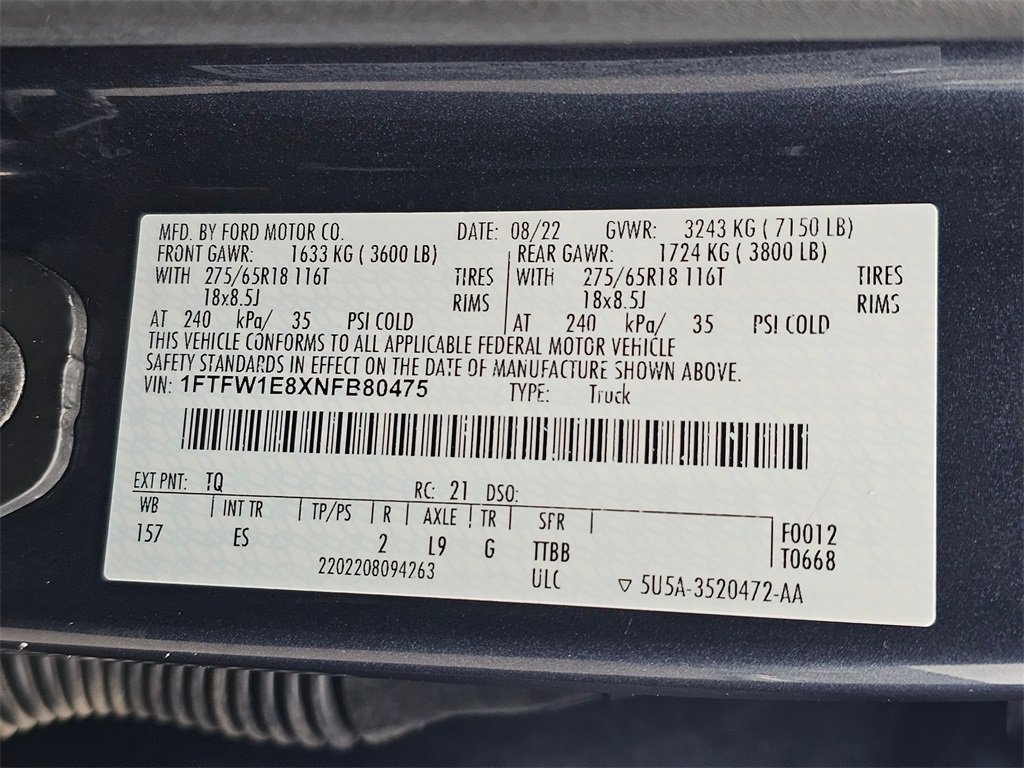 MFD. BY FORD MOTOR CO. DATE: 08/22 GVWR: 3243 KG ( 7150 LB)
FRONT GAWR: 1633 KG ( 3600 LB) REAR GAWR: 1724 KG ( 3800 LB)
WITH 275/65R18 116T TIRES WITH 275/65R18 116T TIRES
18x8.5J RIMS 18x8.5J RIMS
AT 240 kPa/ 35 PSI COLD AT 240 kPa/ 35 PSI COLD
THIS VEHICLE CONFORMS TO ALL APPLICABLE FEDERAL MOTOR VEHICLE
SAFETY STANDARDS IN EFFECT ON THE DATE OF MANUFACTURE SHOWN ABOVE.
VIN: 1FTFW1E8XNFB80475 TYPE: Truck
EXT PNT: TQ RC: 21 DSO:
WB INT TR TP/PS R AXLE TR SFR
157 ES 2 L9 G TTBB
F0012
T0668
2202208094263 ULC ▽ 5U5A-3520472-AA